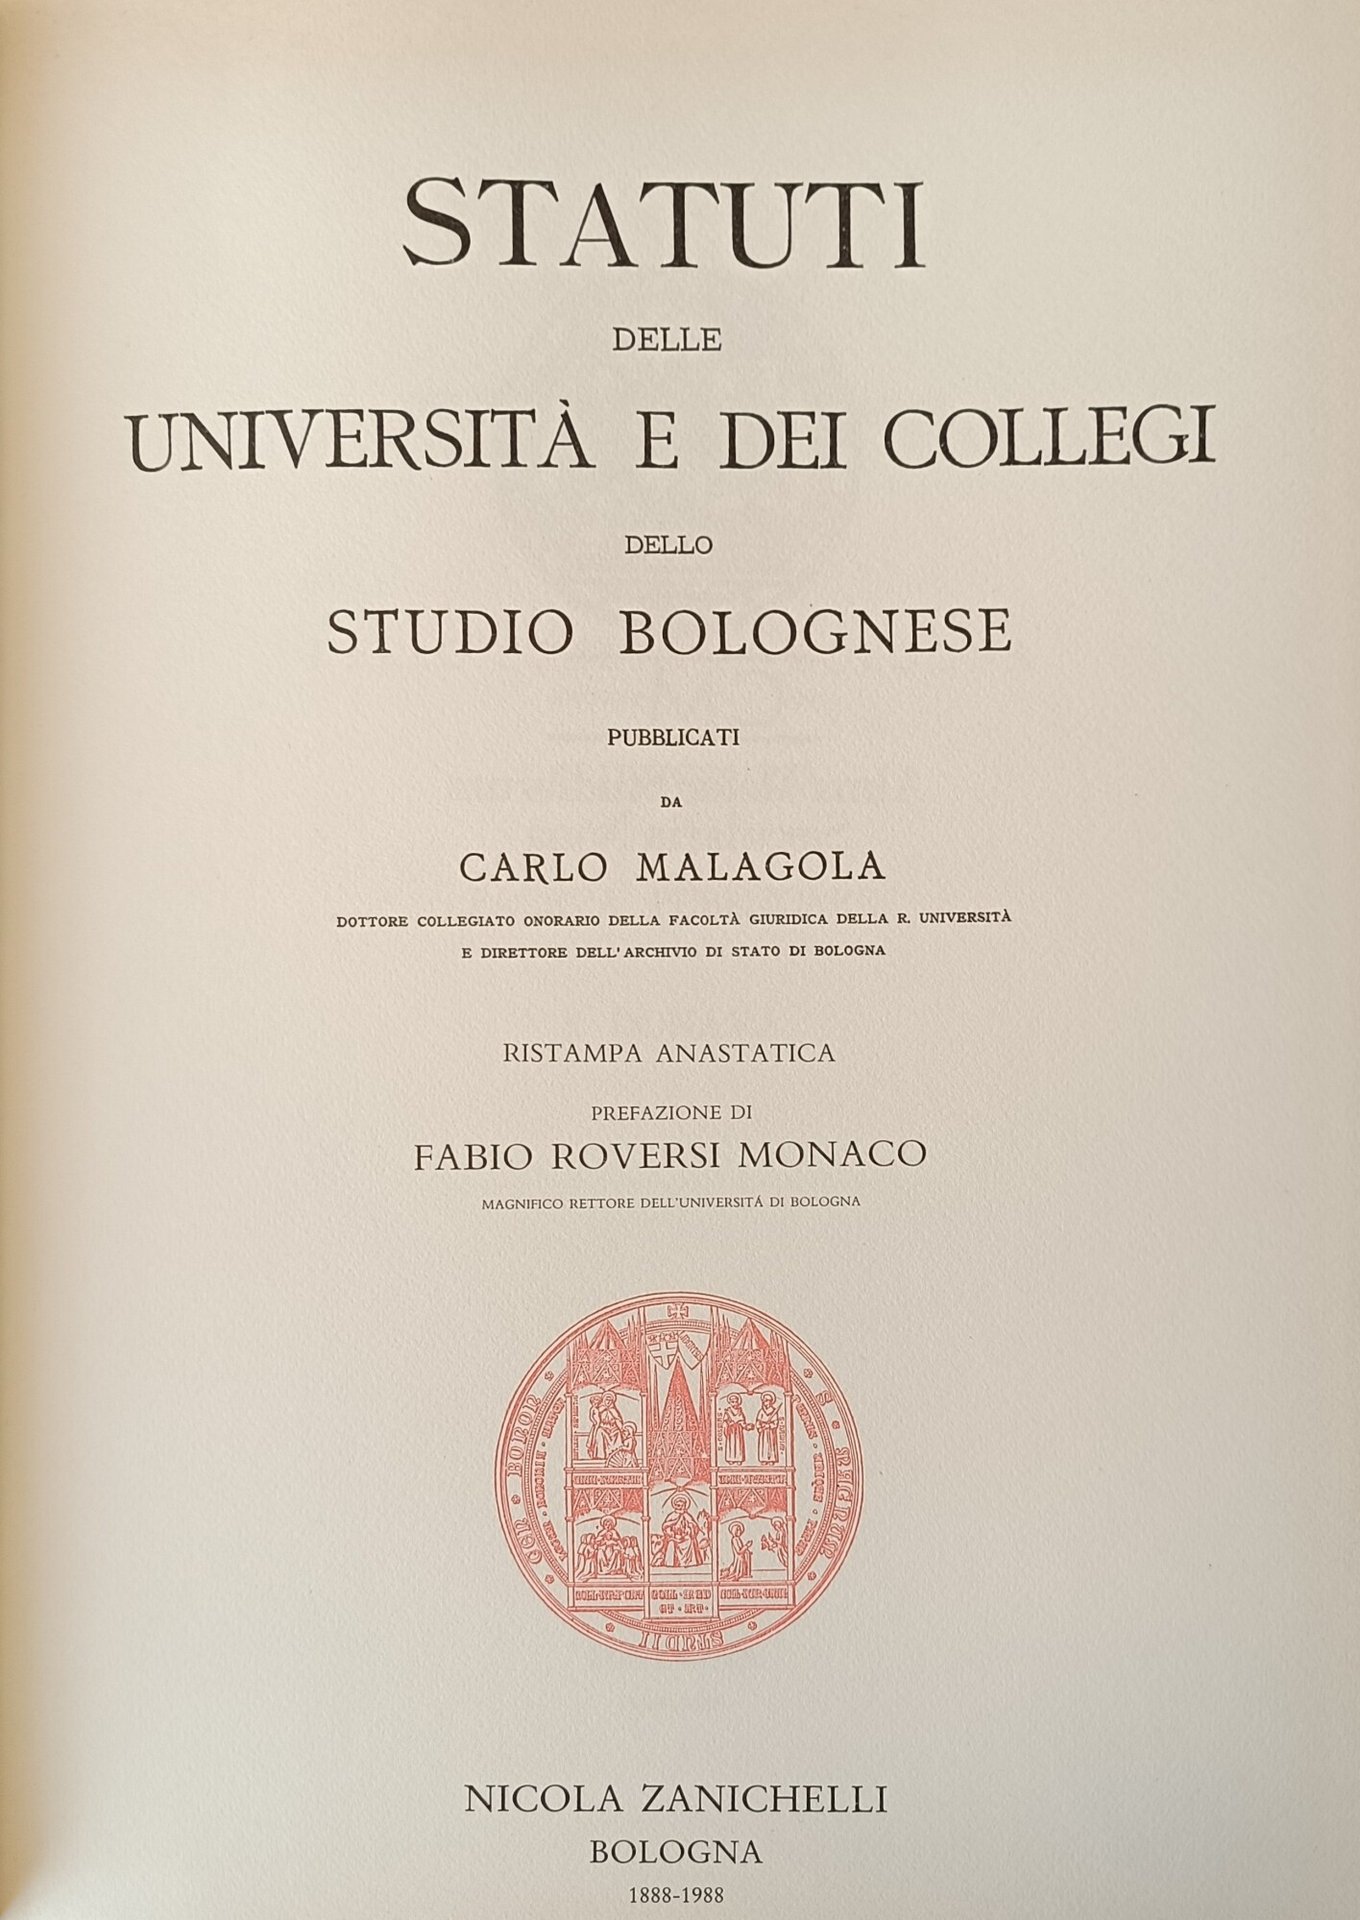 STATUTI
DELLE
UNIVERSITÀ E DEI COLLEGI
DELLO
STUDIO BOLOGNESE
PUBBLICATI
DA
CARLO MALAGOLA
DOTTORE COLLEGIATO ONORARIO DELLA FACOLTÀ GIURIDICA DELLA R. UNIVERSITÀ
E DIRETTORE DELL'ARCHIVIO DI STATO DI BOLOGNA
RISTAMPA ANASTATICA
PREFAZIONE DI
FABIO ROVERSI MONACO
MAGNIFICO RETTORE DELL'UNIVERSITÁ DI BOLOGNA
NICOLA ZANICHELLI
BOLOGNA
1888-1988